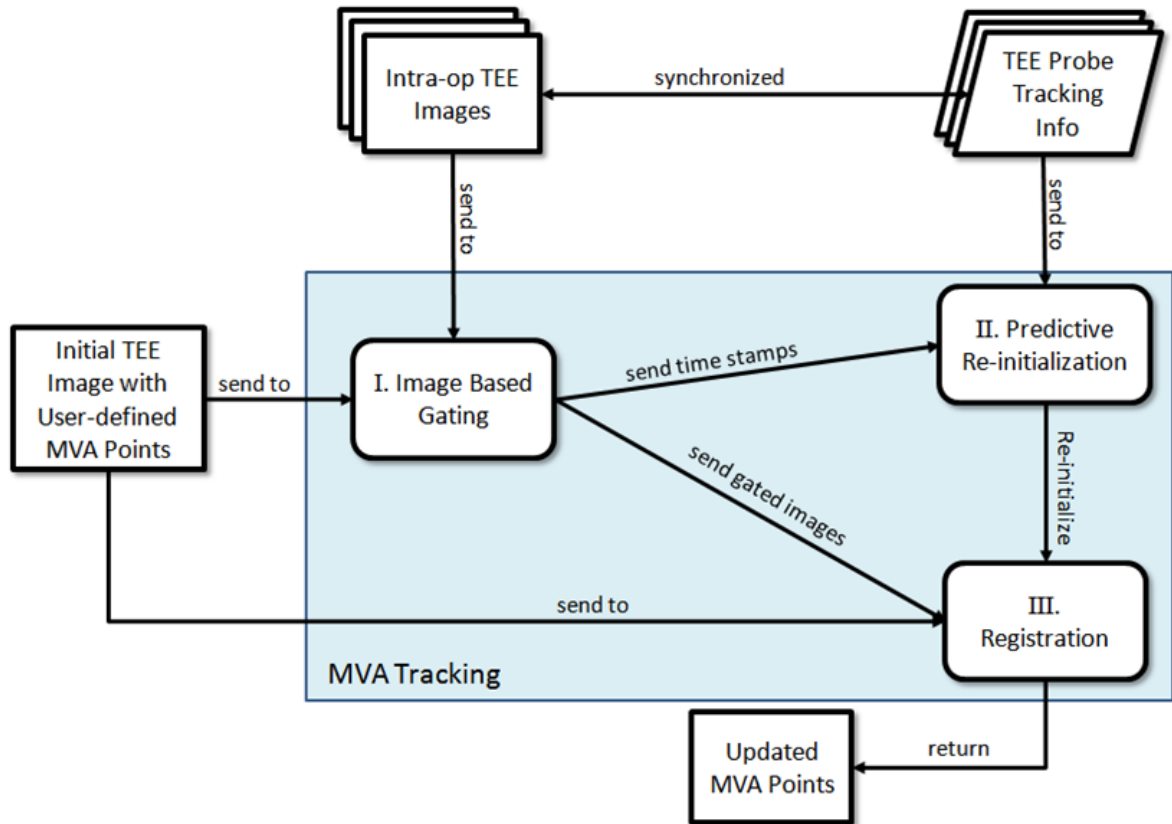 Intra-op TEE
Images
synchronized
TEE Probe
Tracking
Info
send to
send to
Initial TEE
Image with
User-defined
MVA Points
send to
I. Image Based
Gating
send time stamps
II. Predictive
Re-initialization
send gated images
Re-initialize
send to
III.
Registration
MVA Tracking
Updated
MVA Points
return